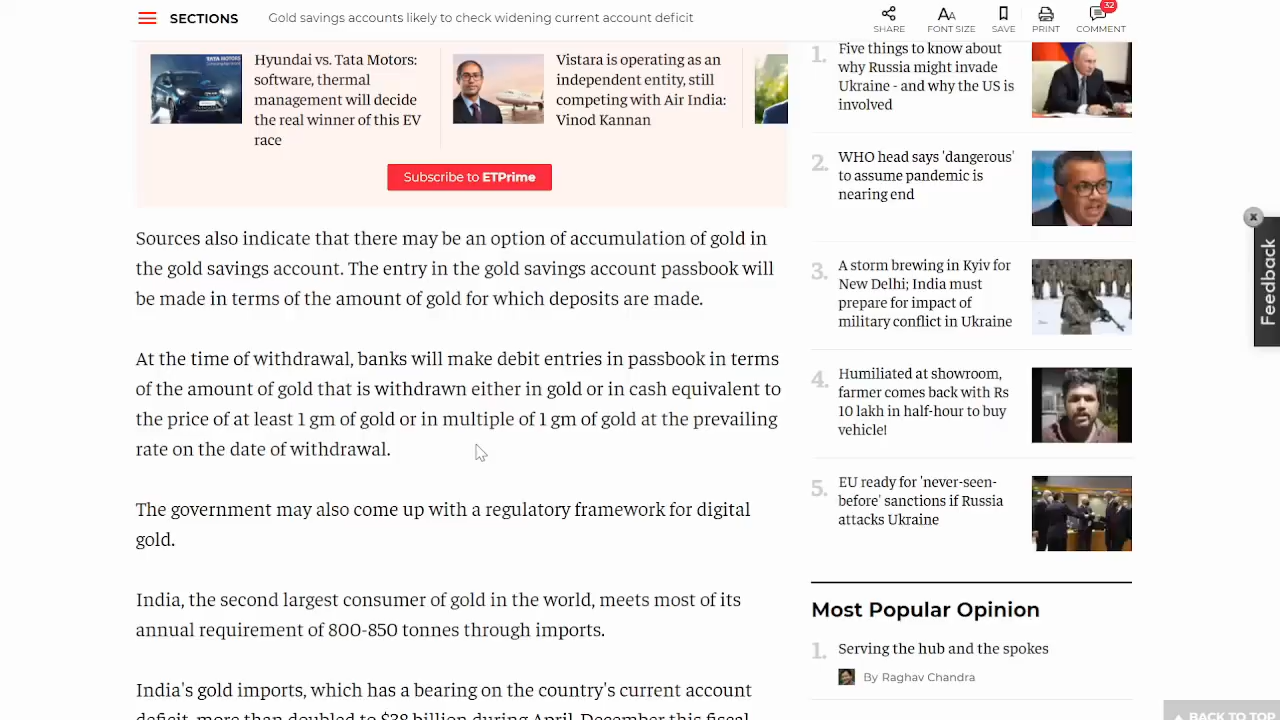 SECTIONS
Gold savings accounts likely to check widening current account deficit
SHARE
AA
FONT SIZE
SAVE
PRINT
32
COMMENT
TATA MOTORS
Hyundai vs. Tata Motors:
software, thermal
management will decide
the real winner of this EV
race
Vistara is operating as an
independent entity, still
competing with Air India:
Vinod Kannan
Subscribe to ETPrime
Sources also indicate that there may be an option of accumulation of gold in
the gold savings account. The entry in the gold savings account passbook will
be made in terms of the amount of gold for which deposits are made.
At the time of withdrawal, banks will make debit entries in passbook in terms
of the amount of gold that is withdrawn either in gold or in cash equivalent to
the price of at least 1 gm of gold or in multiple of 1 gm of gold at the prevailing
rate on the date of withdrawal.
The government may also come up with a regulatory framework for digital
gold.
India, the second largest consumer of gold in the world, meets most of its
annual requirement of 800-850 tonnes through imports.
India's gold imports, which has a bearing on the country's current account
deficit, more than doubled to $38 billion during April-December this fiscal
1. Five things to know about
why Russia might invade
Ukraine - and why the US is
involved
2. WHO head says 'dangerous'
to assume pandemic is
nearing end
3. A storm brewing in Kyiv for
New Delhi; India must
prepare for impact of
military conflict in Ukraine
4. Humiliated at showroom,
farmer comes back with Rs
10 lakh in half-hour to buy
vehicle!
5. EU ready for 'never-seen-
before' sanctions if Russia
attacks Ukraine
Most Popular Opinion
1. Serving the hub and the spokes
By Raghav Chandra
x
Feedback
BACK TO TOP